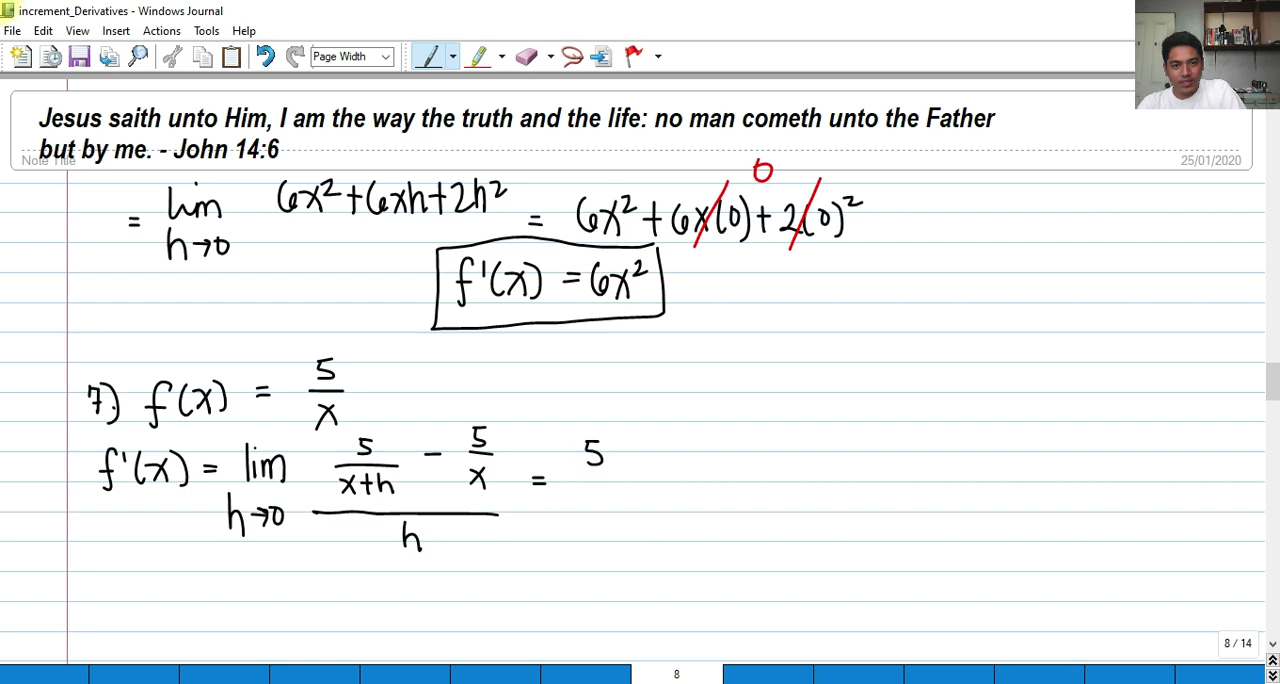 increment_Derivatives - Windows Journal
File Edit View Insert Actions Tools Help
Page Width
Jesus saith unto Him, I am the way the truth and the life: no man cometh unto the Father
but by me. - John 14:6
Note Title
25/01/2020
0
= lim h→0 6x²+6xh+2h² = 6x² + 6x(0) + 2(0)²
f'(x) = 6x²
7.) f(x) = 5/x
f'(x) = lim h→0 (5/(x+h) - 5/x)/h = 5
8 / 14
8